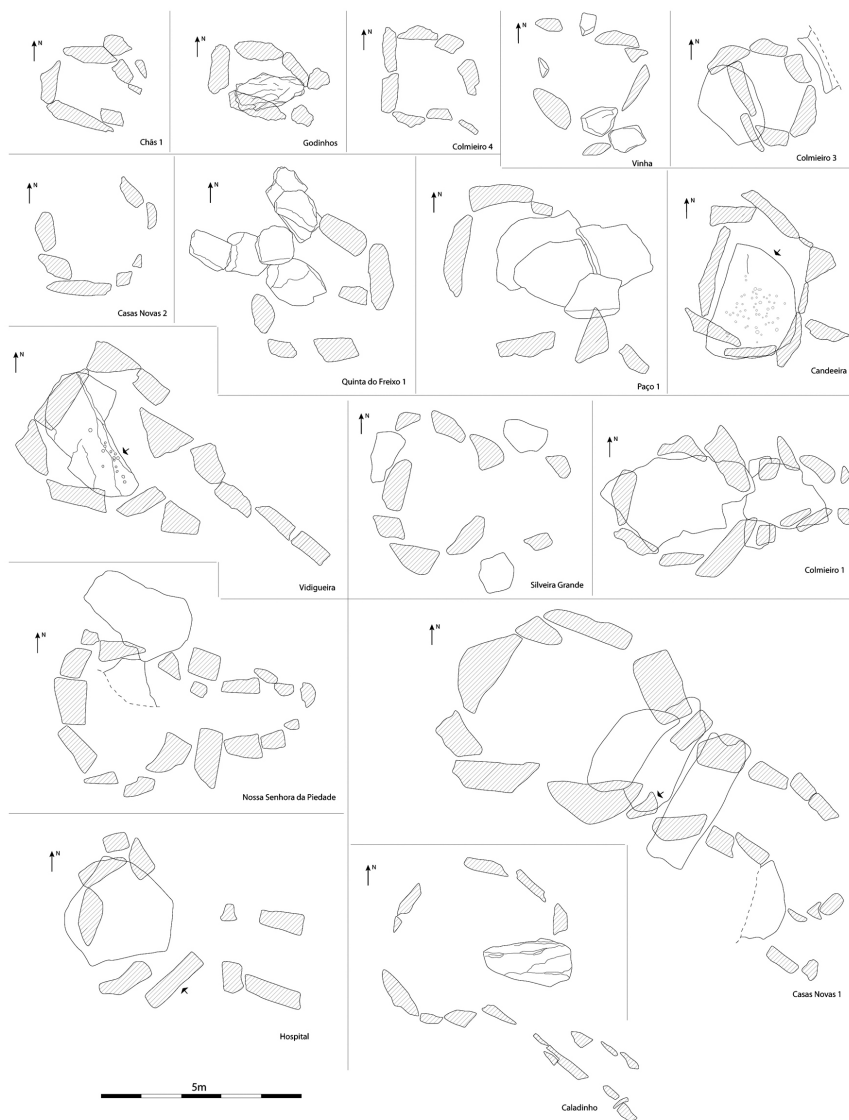 N
N
N
N
N
Chãs 1
Godinhos
Colmieiro 4
Vinha
Colmieiro 3
N
N
N
N
Casas Novas 2
Quinta do Freixo 1
Paço 1
Candeeira
N
N
N
Vidigueira
Silveira Grande
Colmieiro 1
N
N
Nossa Senhora da Piedade
N
N
Casas Novas 1
Hospital
5m
Caladinho